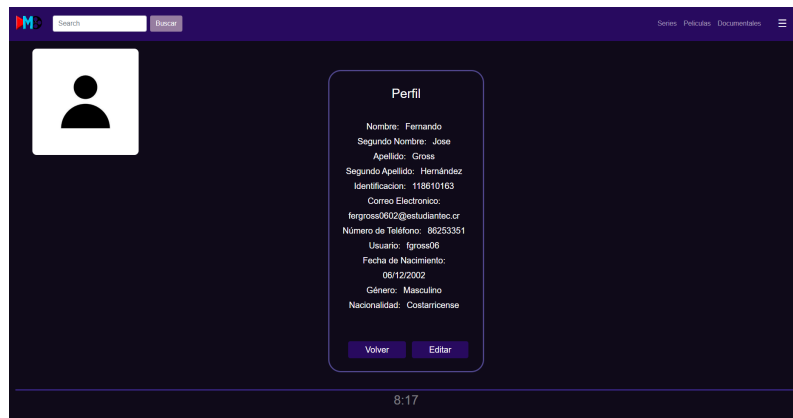 DMB Search Buscar Series Peliculas Documentales
Perfil
Nombre: Fernando
Segundo Nombre: Jose
Apellido: Gross
Segundo Apellido: Hernández
Identificacion: 118610163
Correo Electronico:
fergross0602@estudiantec.cr
Número de Teléfono: 86253351
Usuario: fgross06
Fecha de Nacimiento:
06/12/2002
Género: Masculino
Nacionalidad: Costarricense
Volver Editar
8:17